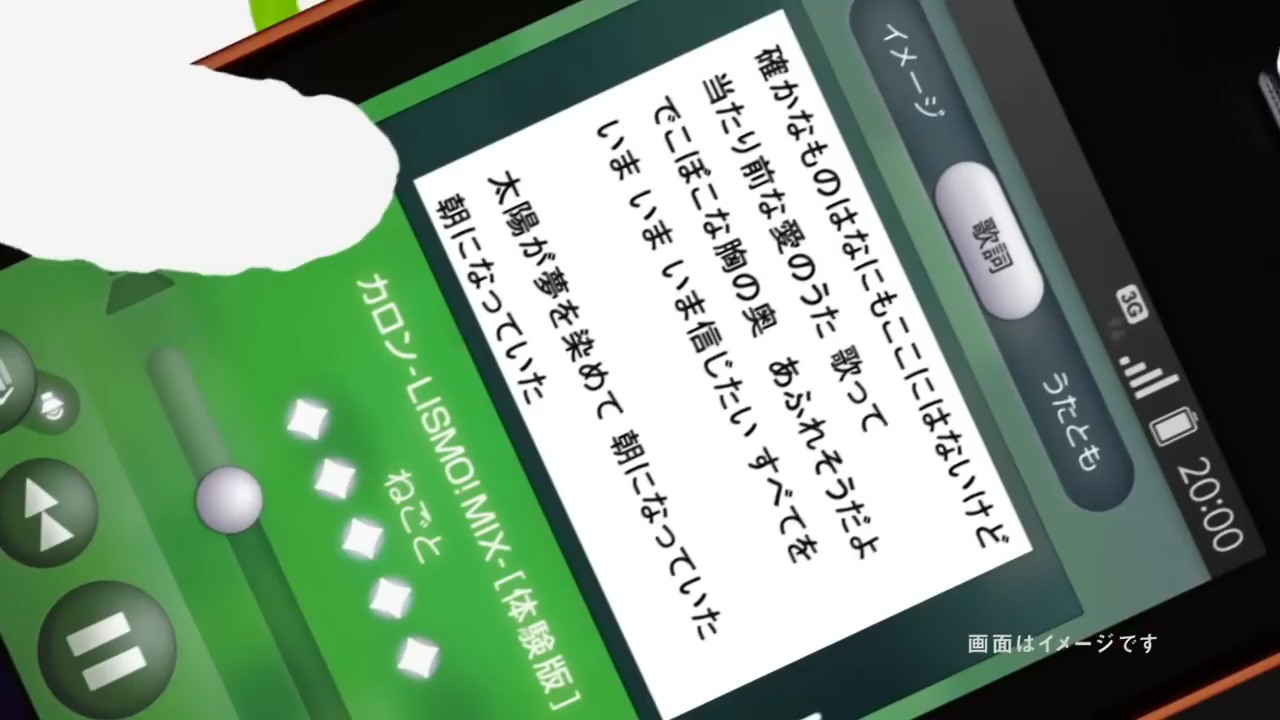 20:00
3G
イメージ
歌詞
うたとも
確かなものはなにもここにはないけど
当たり前な愛のうた 歌って
でこぼこな胸の奥 あふれそうだよ
いま いま いま信じたい すべてを
太陽が夢を染めて 朝になっていた
朝になっていた
カロン-LISMO! MIX-[体験版]
ねごと
画面はイメージです